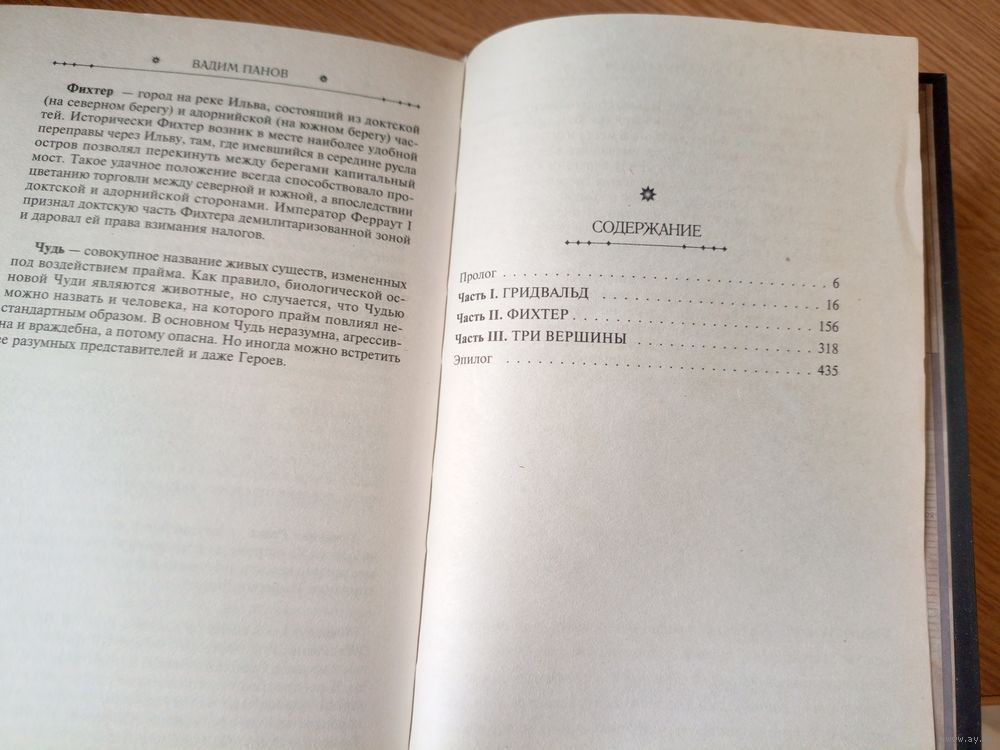 ВАДИМ ПАНОВ
Фихтер — город на реке Ильва, состоящий из доктской
(на северном берегу) и адорнийской (на южном берегу) час-
тей. Исторически Фихтер возник в месте наиболее удобной
переправы через Ильву, там, где имевшийся в середине русла
остров позволял перекинуть между берегами капитальный
мост. Такое удачное положение всегда способствовало про-
цветанию торговли между северной и южной, а впоследствии
доктской и адорнийской сторонами. Император Ферраут I
признал доктскую часть Фихтера демилитаризованной зоной
и даровал ей права взимания налогов.
Чудь — совокупное название живых существ, измененных
под воздействием прайма. Как правило, биологической ос-
новой Чуди являются животные, но случается, что Чудью
можно назвать и человека, на которого прайм повлиял не-
стандартным образом. В основном Чудь неразумна, агрессив-
на и враждебна, а потому опасна. Но иногда можно встретить
ее разумных представителей и даже Героев.
СОДЕРЖАНИЕ
Пролог . . . . . . . . . . . . . . . . . . . . . . . . . . . . . . 6
Часть I. ГРИДВАЛЬД . . . . . . . . . . . . . . . . . . . . 16
Часть II. ФИХТЕР . . . . . . . . . . . . . . . . . . . . . . 156
Часть III. ТРИ ВЕРШИНЫ . . . . . . . . . . . . . . . . 318
Эпилог . . . . . . . . . . . . . . . . . . . . . . . . . . . . 435